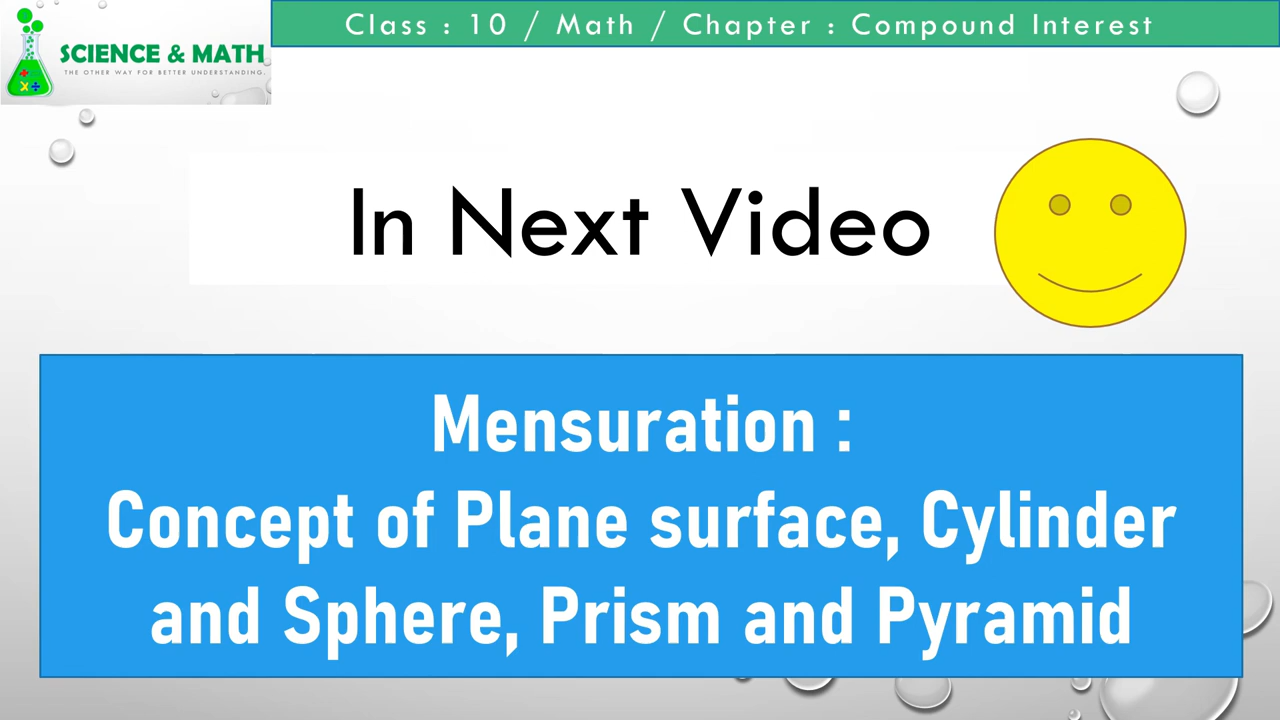 Class : 10 / Math / Chapter : Compound Interest
SCIENCE & MATH
THE OTHER WAY FOR BETTER UNDERSTANDING.
In Next Video
Mensuration :
Concept of Plane surface, Cylinder
and Sphere, Prism and Pyramid